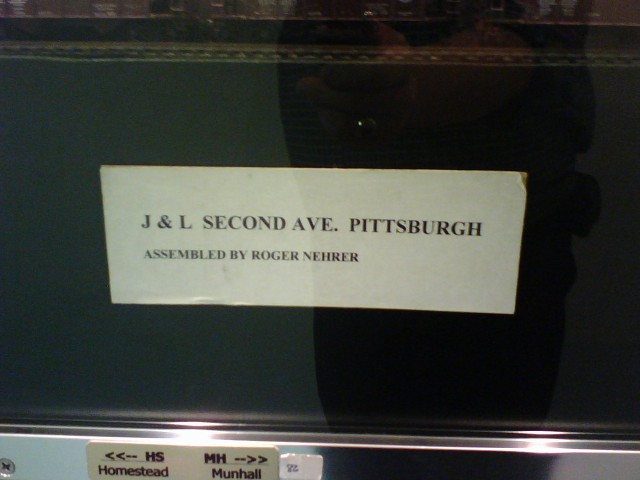 J & L SECOND AVE. PITTSBURGH
ASSEMBLED BY ROGER NEHRER
<<-- HS MH -->>
Homestead Munhall